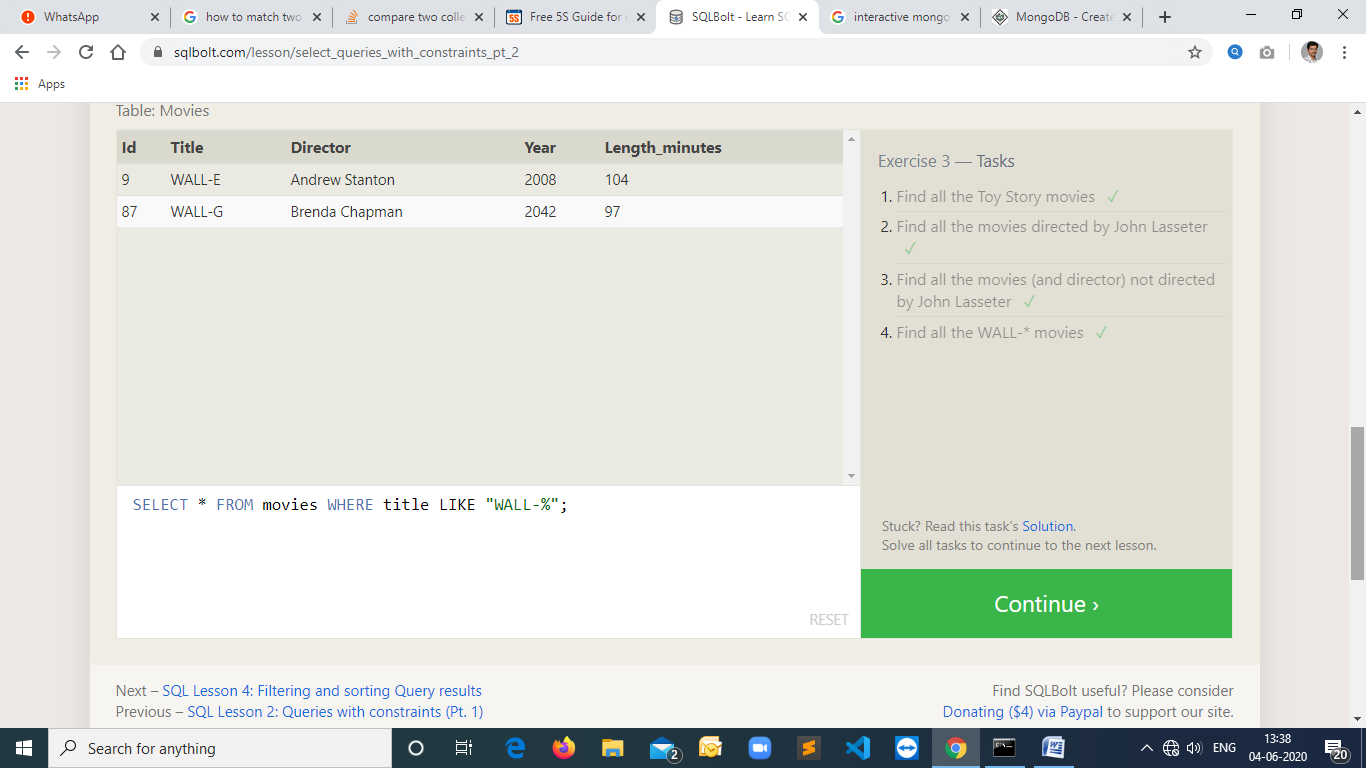 WhatsApp
how to match two
compare two colle
Free 5S Guide for
SQLBolt - Learn SQ
interactive mongo
MongoDB - Create
sqlbolt.com/lesson/select_queries_with_constraints_pt_2
Apps
Table: Movies
Id Title Director Year Length_minutes
9 WALL-E Andrew Stanton 2008 104
87 WALL-G Brenda Chapman 2042 97
Exercise 3 — Tasks
1. Find all the Toy Story movies ✓
2. Find all the movies directed by John Lasseter
✓
3. Find all the movies (and director) not directed
by John Lasseter ✓
4. Find all the WALL-* movies ✓
SELECT * FROM movies WHERE title LIKE "WALL-%";
RESET
Stuck? Read this task's Solution.
Solve all tasks to continue to the next lesson.
Continue ›
Next – SQL Lesson 4: Filtering and sorting Query results
Previous – SQL Lesson 2: Queries with constraints (Pt. 1)
Find SQLBolt useful? Please consider
Donating ($4) via Paypal to support our site.
Search for anything
2
ENG
13:38
04-06-2020
20